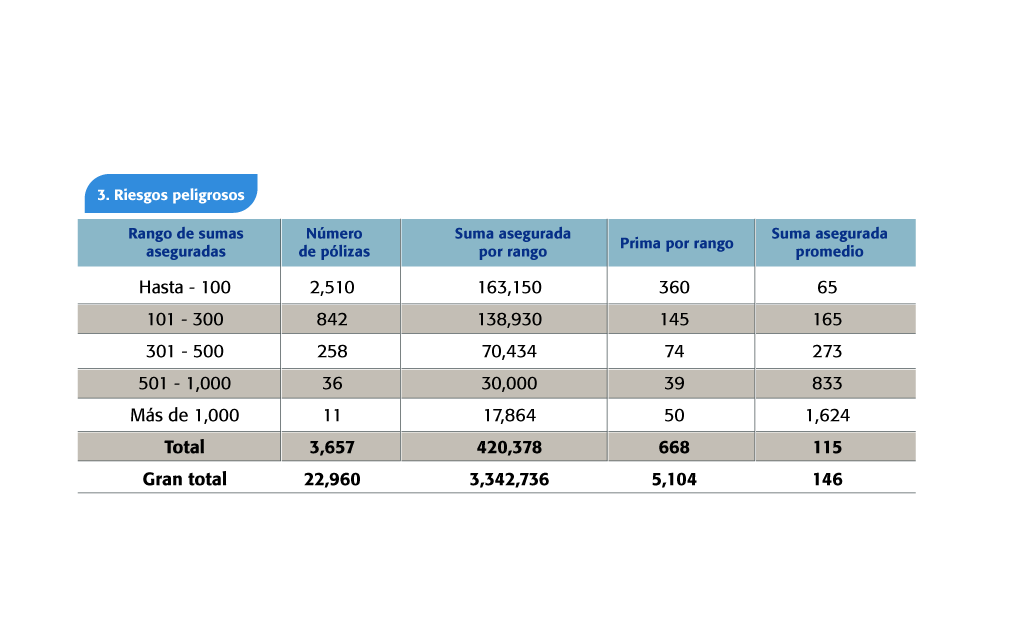 3. Riesgos peligrosos
Rango de sumas aseguradas Número de pólizas Suma asegurada por rango Prima por rango Suma asegurada promedio
Hasta - 100 2,510 163,150 360 65
101 - 300 842 138,930 145 165
301 - 500 258 70,434 74 273
501 - 1,000 36 30,000 39 833
Más de 1,000 11 17,864 50 1,624
Total 3,657 420,378 668 115
Gran total 22,960 3,342,736 5,104 146